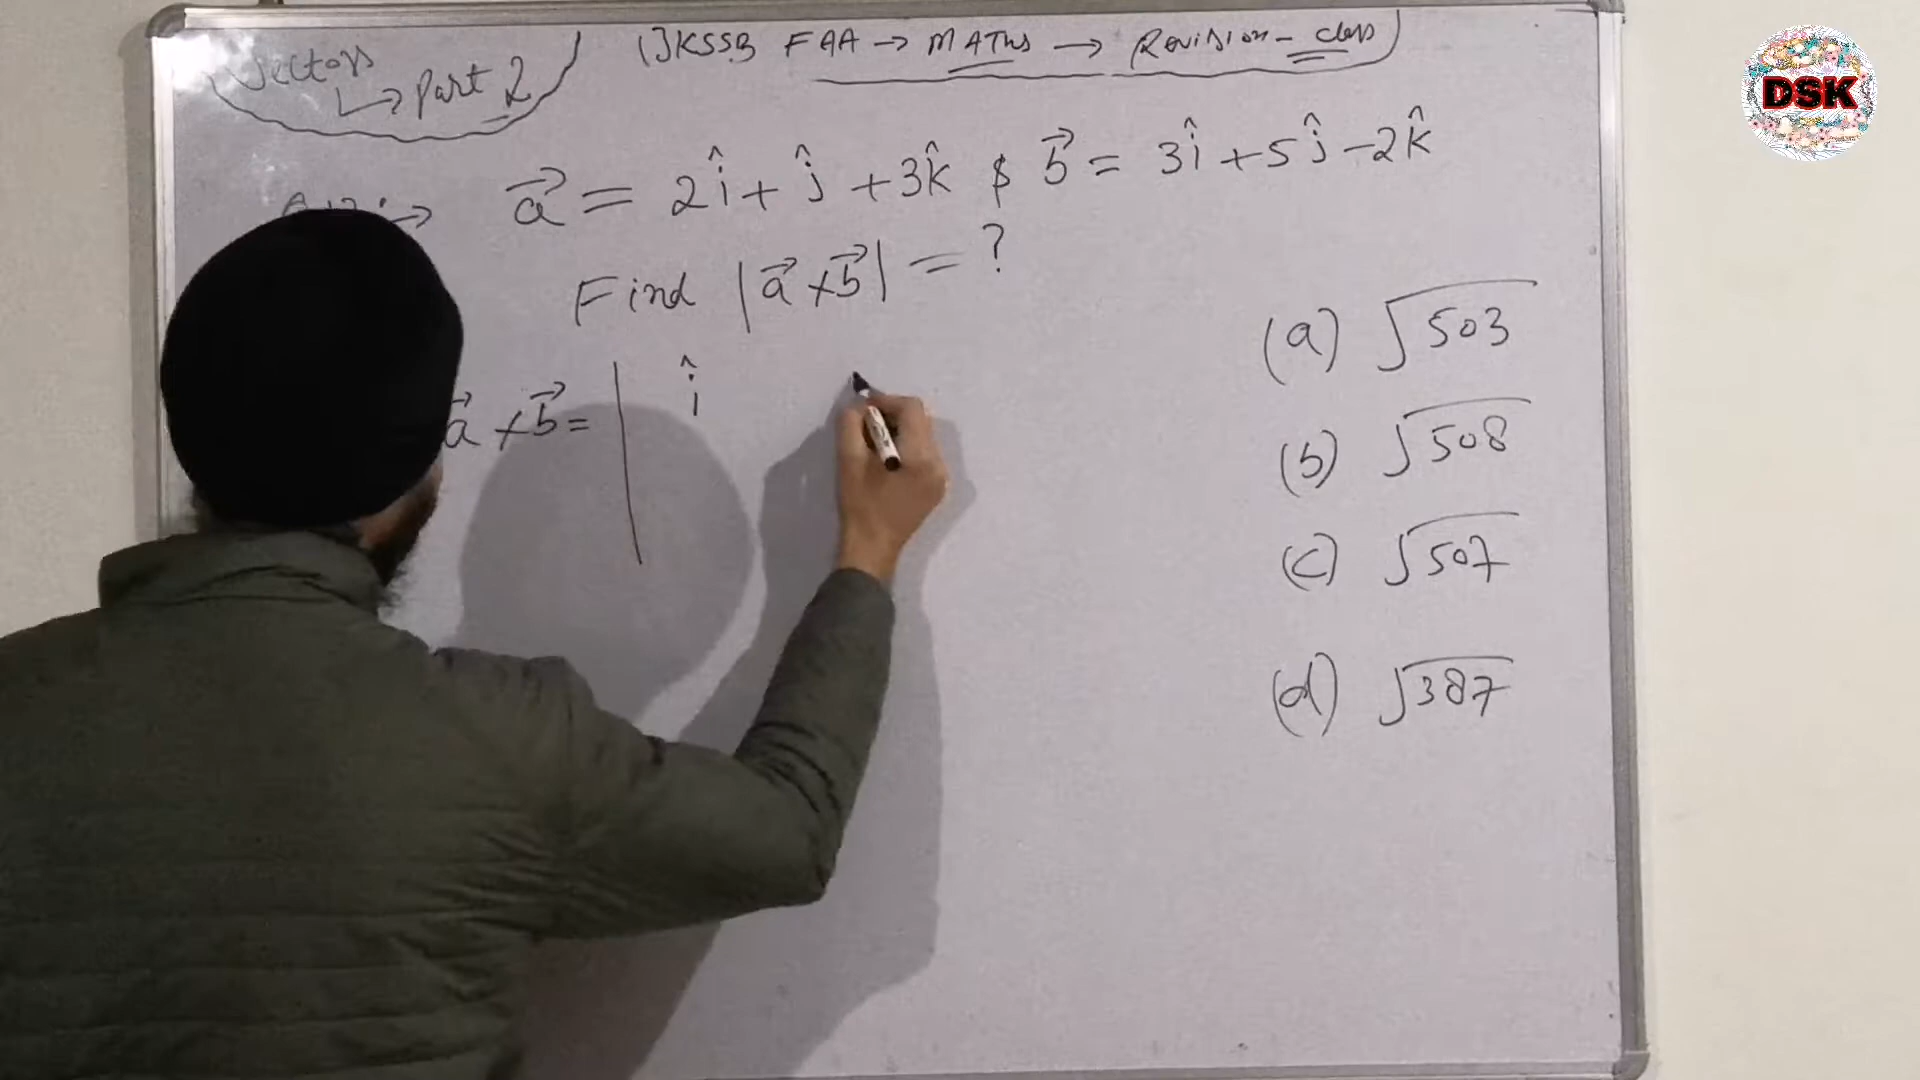 Vectors
↳ Part 2
JKSSB FAA → MATHS → Revision - class
→ a⃗ = 2î + ĵ + 3k̂ & b⃗ = 3î + 5ĵ - 2k̂
Find |a⃗ × b⃗| = ?
a⃗ × b⃗ = | î
(a) √503
(b) √508
(c) √507
(d) √387
DSK